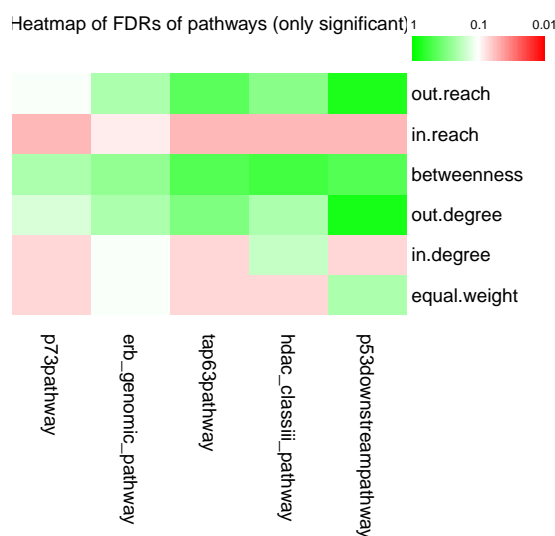 Heatmap of FDRs of pathways (only significant)
1 0.1 0.01
out.reach
in.reach
betweenness
out.degree
in.degree
equal.weight
p73pathway
erb_genomic_pathway
tap63pathway
hdac_classiii_pathway
p53downstreampathway